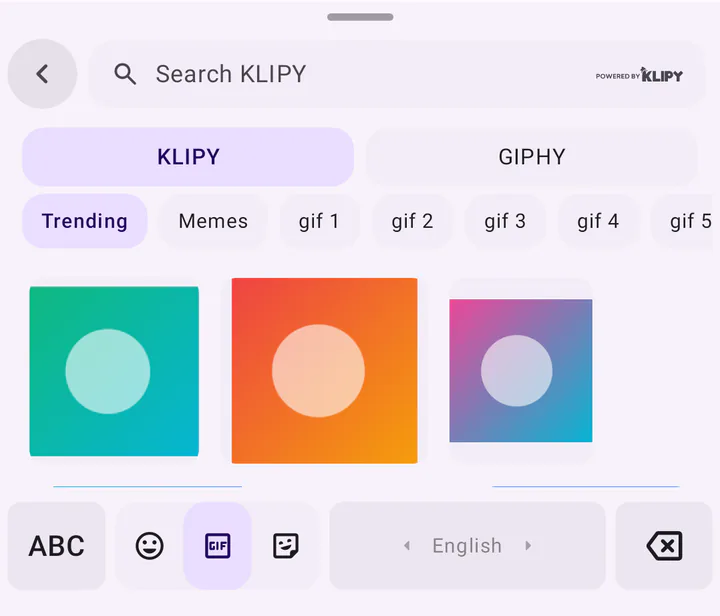 Search KLIPY POWERED BY KLIPY
KLIPY GIPHY
Trending Memes gif 1 gif 2 gif 3 gif 4 gif 5
ABC GIF English